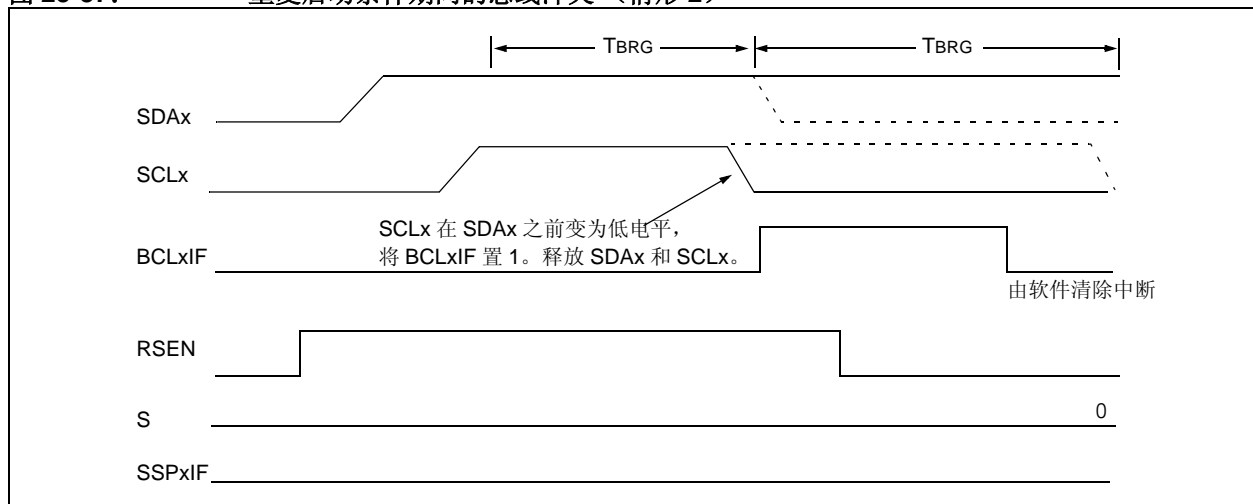 TBRG TBRG
SDAx
SCLx
SCLx 在 SDAx 之前变为低电平，
将 BCLxIF 置 1。释放 SDAx 和 SCLx。
BCLxIF
由软件清除中断
RSEN
S 0
SSPxIF